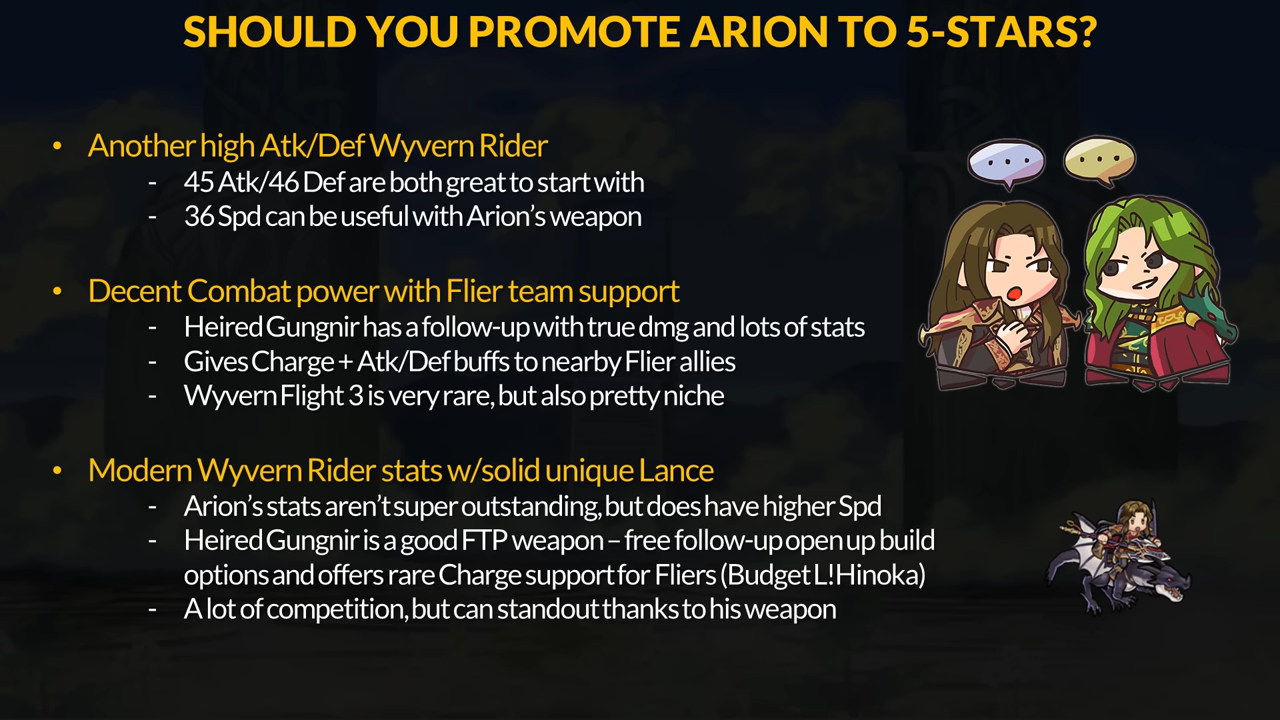 SHOULD YOU PROMOTE ARION TO 5-STARS?
• Another high Atk/Def Wyvern Rider
- 45 Atk/46 Def are both great to start with
- 36 Spd can be useful with Arion's weapon
• Decent Combat power with Flier team support
- Heired Gungnir has a follow-up with true dmg and lots of stats
- Gives Charge + Atk/Def buffs to nearby Flier allies
- Wyvern Flight 3 is very rare, but also pretty niche
• Modern Wyvern Rider stats w/solid unique Lance
- Arion's stats aren't super outstanding, but does have higher Spd
- Heired Gungnir is a good FTP weapon – free follow-up open up build
options and offers rare Charge support for Fliers (Budget L!Hinoka)
- A lot of competition, but can standout thanks to his weapon